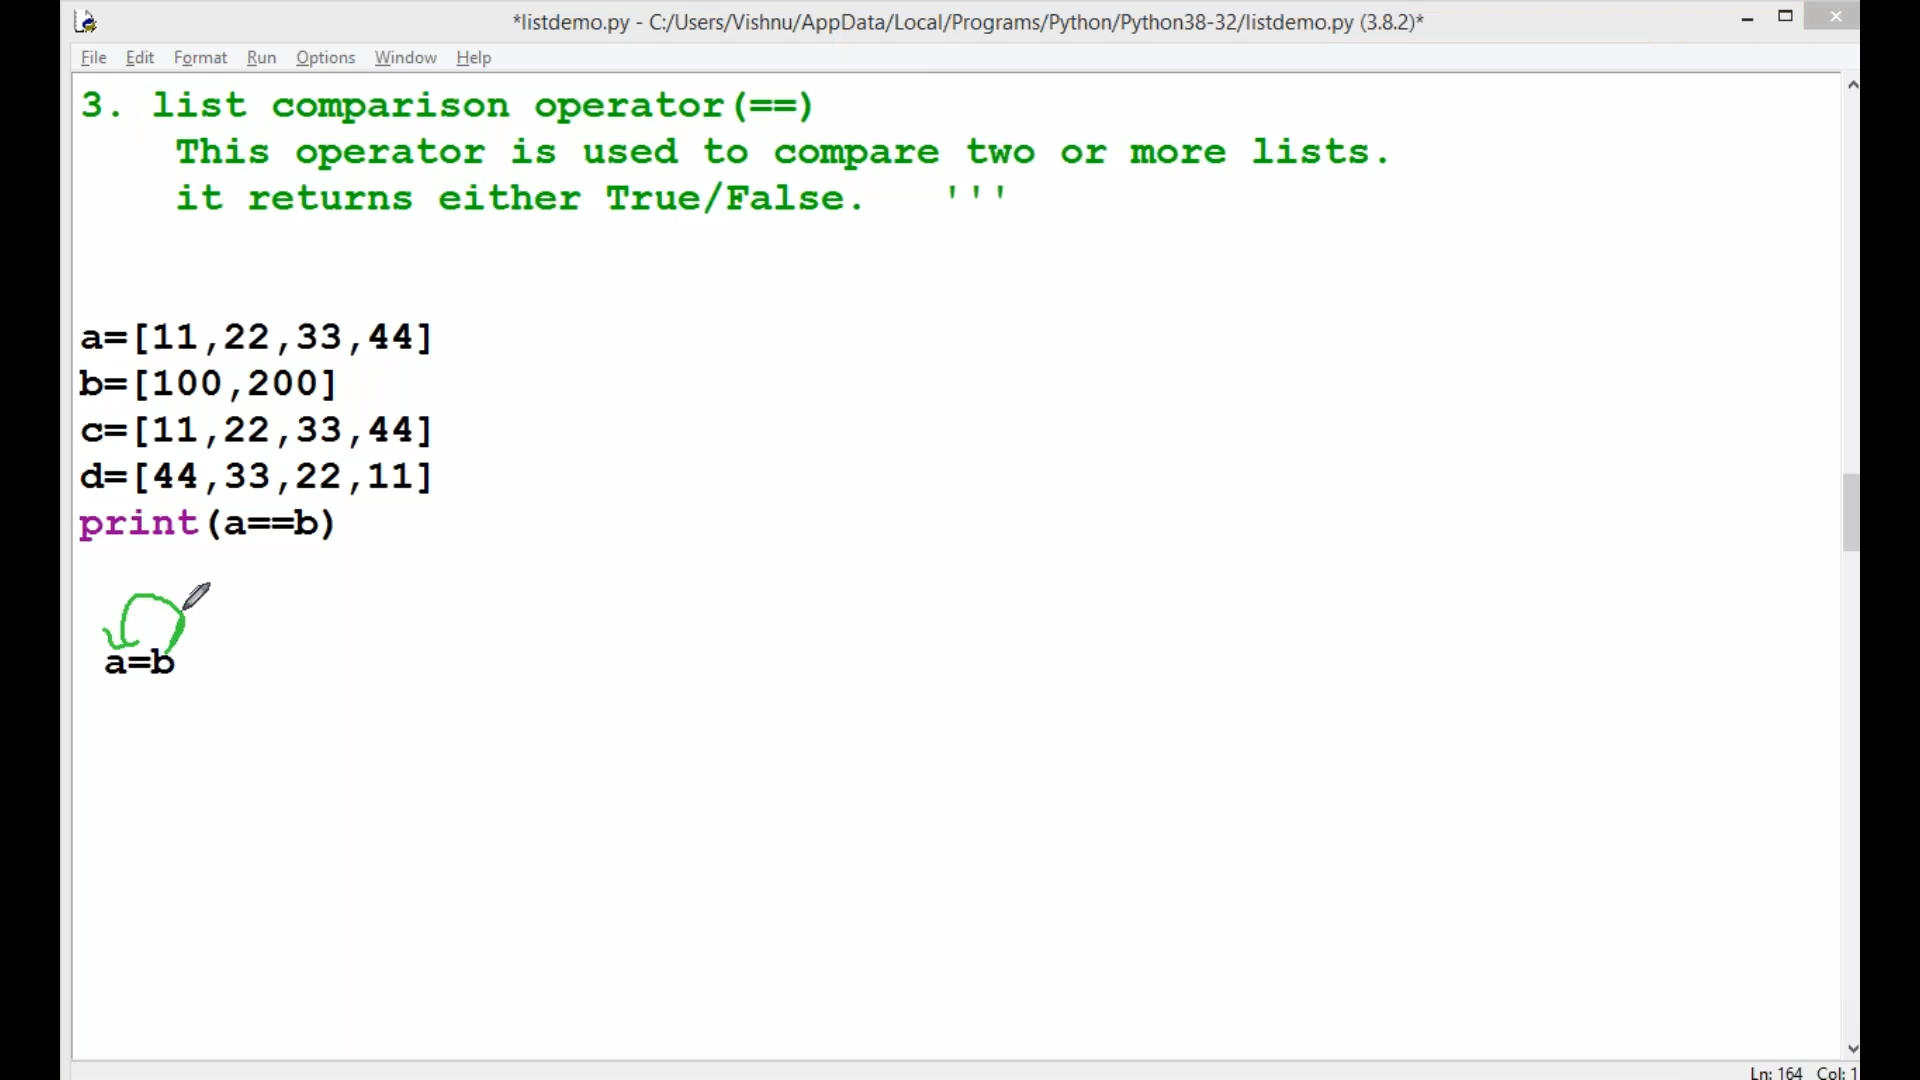 *listdemo.py - C:/Users/Vishnu/AppData/Local/Programs/Python/Python38-32/listdemo.py (3.8.2)*
File Edit Format Run Options Window Help
3. list comparison operator(==)
This operator is used to compare two or more lists.
it returns either True/False. '''
a=[11,22,33,44]
b=[100,200]
c=[11,22,33,44]
d=[44,33,22,11]
print(a==b)
a=b
Ln: 164 Col: 1